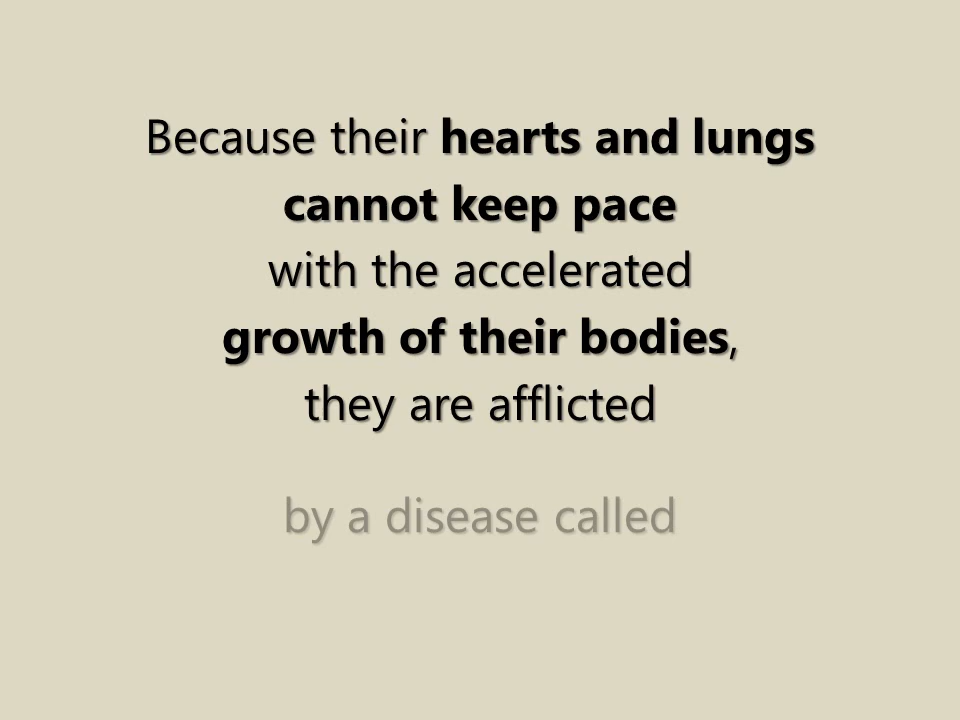 Because their hearts and lungs
cannot keep pace
with the accelerated
growth of their bodies,
they are afflicted
by a disease called